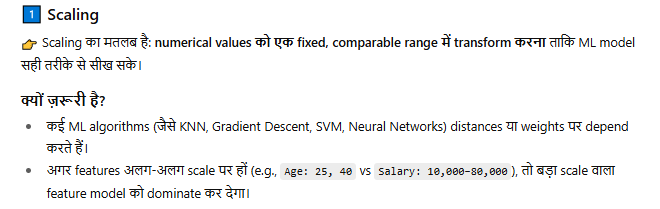 1 Scaling
👉 Scaling का मतलब है: numerical values को एक fixed, comparable range में transform करना ताकि ML model
सही तरीके से सीख सके।
क्यों ज़रूरी है?
• कई ML algorithms (जैसे KNN, Gradient Descent, SVM, Neural Networks) distances या weights पर depend
करते हैं।
• अगर features अलग-अलग scale पर हों (e.g., Age: 25, 40 vs Salary: 10,000–80,000), तो बड़ा scale वाला
feature model को dominate कर देगा।